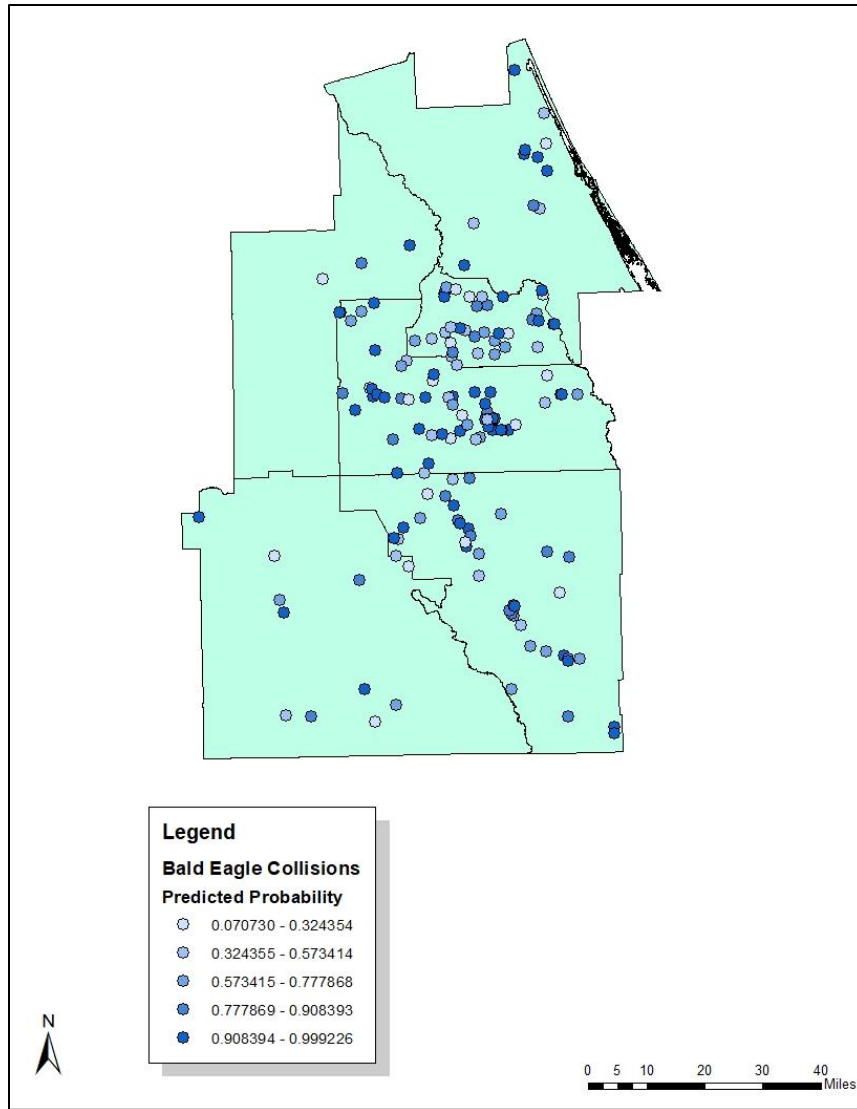 Legend
Bald Eagle Collisions
Predicted Probability
0.070730 - 0.324354
0.324355 - 0.573414
0.573415 - 0.777868
0.777869 - 0.908393
0.908394 - 0.999226
N
0 5 10 20 30 40
Miles